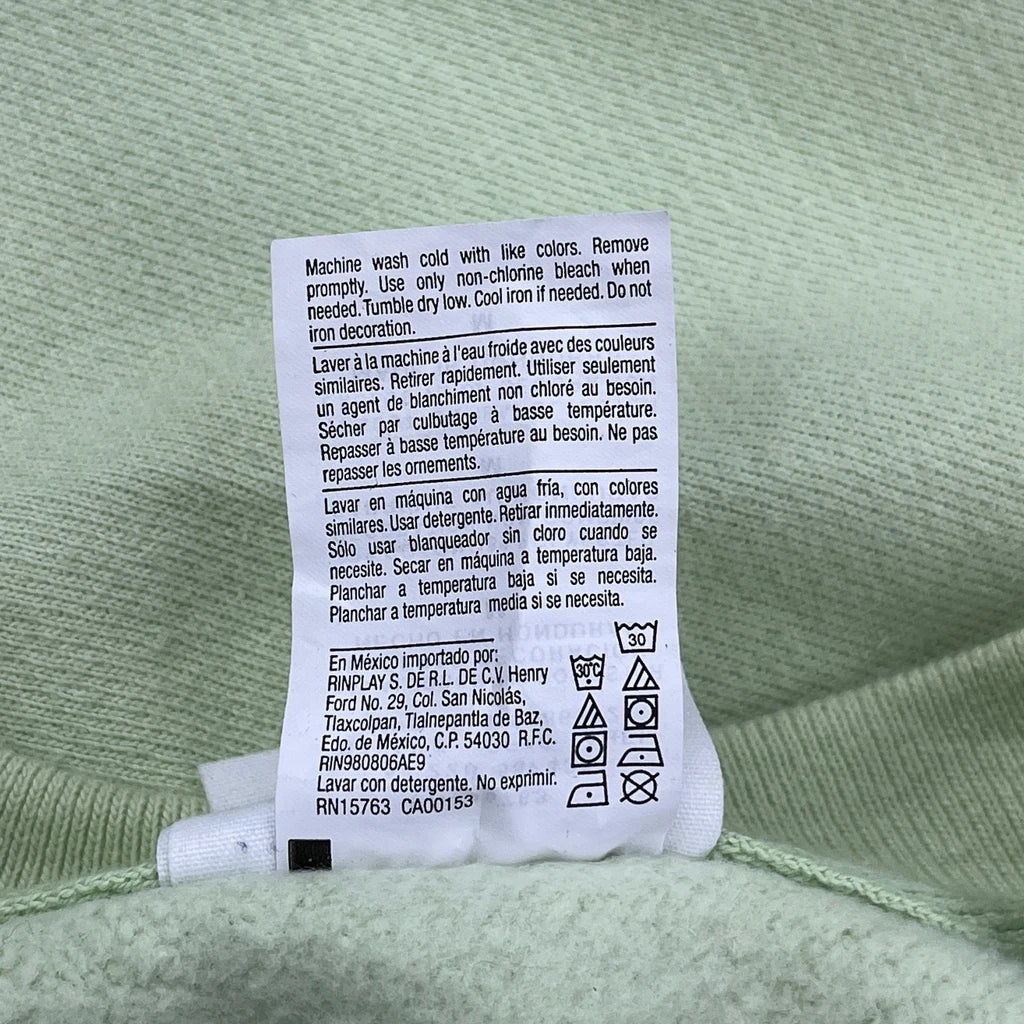 Machine wash cold with like colors. Remove
promptly. Use only non-chlorine bleach when
needed. Tumble dry low. Cool iron if needed. Do not
iron decoration.
Laver à la machine à l'eau froide avec des couleurs
similaires. Retirer rapidement. Utiliser seulement
un agent de blanchiment non chloré au besoin.
Sécher par culbutage à basse température.
Repasser à basse température au besoin. Ne pas
repasser les ornements.
Lavar en máquina con agua fría, con colores
similares. Usar detergente. Retirar inmediatamente.
Sólo usar blanqueador sin cloro cuando se
necesite. Secar en máquina a temperatura baja.
Planchar a temperatura baja si se necesita.
Planchar a temperatura media si se necesita.
En México importado por:
RINPLAY S. DE R.L. DE C.V. Henry
Ford No. 29, Col. San Nicolás,
Tlaxcolpan, Tlalnepantla de Baz,
Edo. de México, C.P. 54030 R.F.C.
RIN980806AE9
Lavar con detergente. No exprimir.
RN15763 CA00153
30
30°C